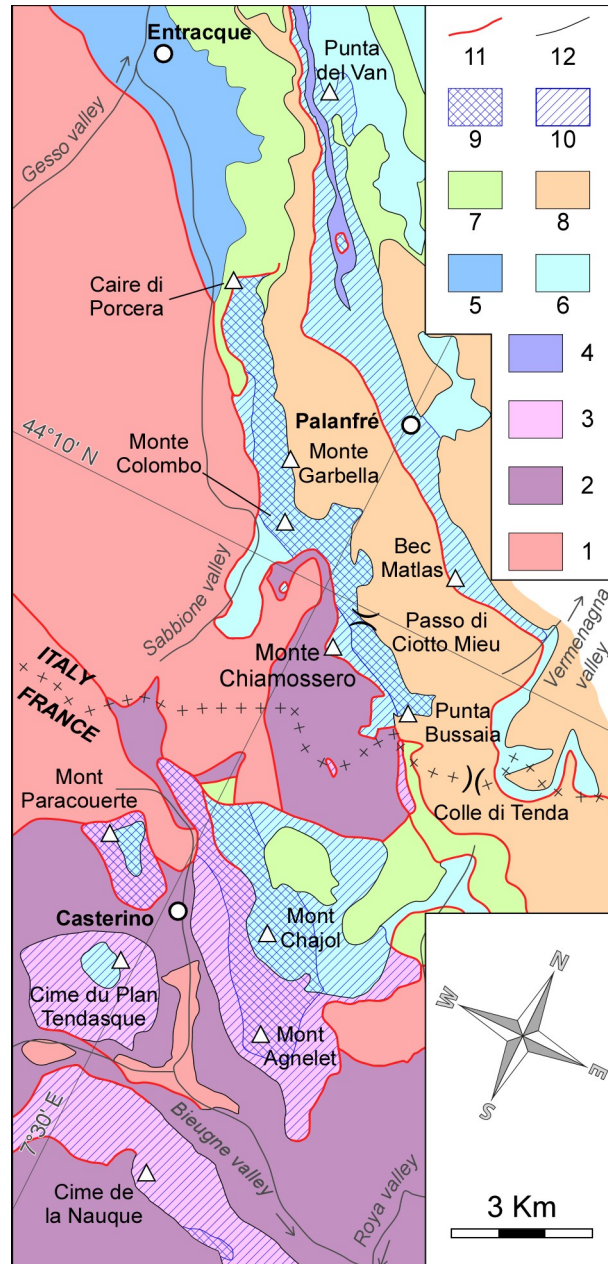 Entracque
Punta
del Van
Gesso valley
11
12
9
10
7
8
5
6
4
3
2
1
Caire di
Porcera
44°10' N
Monte
Colombo
Palanfré
Monte
Garbella
Bec
Matlas
Sabbione valley
Passo di
Ciotto Mieu
Vermenagna
valley
Monte
Chiamossero
ITALY
FRANCE
Punta
Bussaia
Mont
Paracouerte
Colle di Tenda
Casterino
Mont
Chajol
Cime du Plan
Tendasque
Mont
Agnelet
7°30' E
Bieugne valley
Roya valley
Cime de
la Nauque
N
W
E
S
3 Km